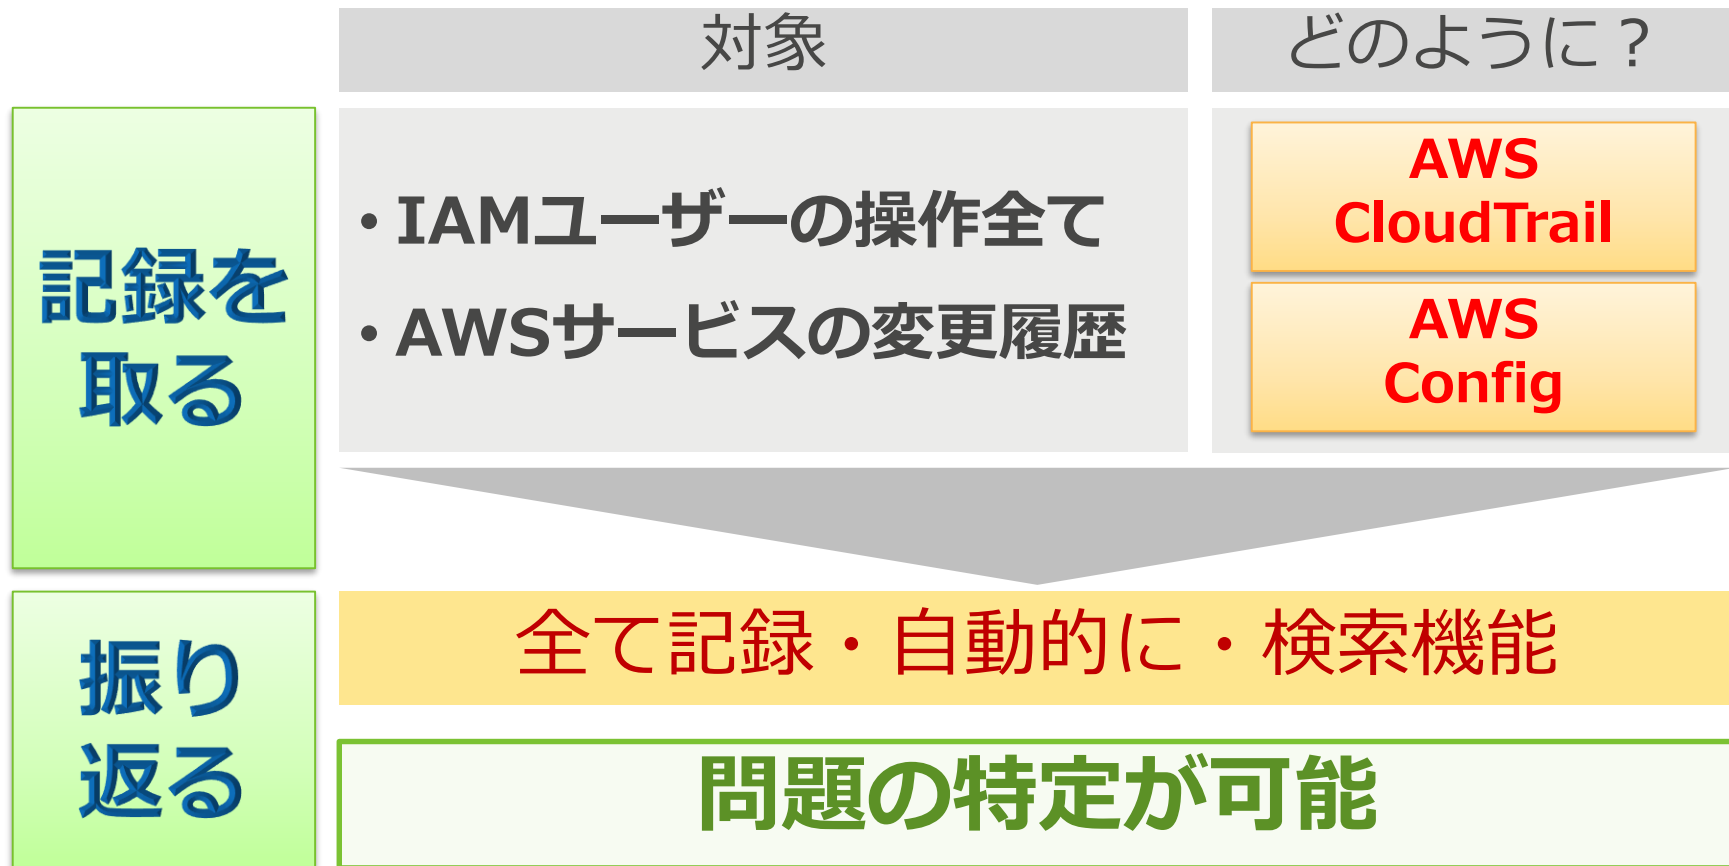 対象
どのように？
記録を
取る
・IAMユーザーの操作全て
・AWSサービスの変更履歴
AWS
CloudTrail
AWS
Config
振り
返る
全て記録・自動的に・検索機能
問題の特定が可能